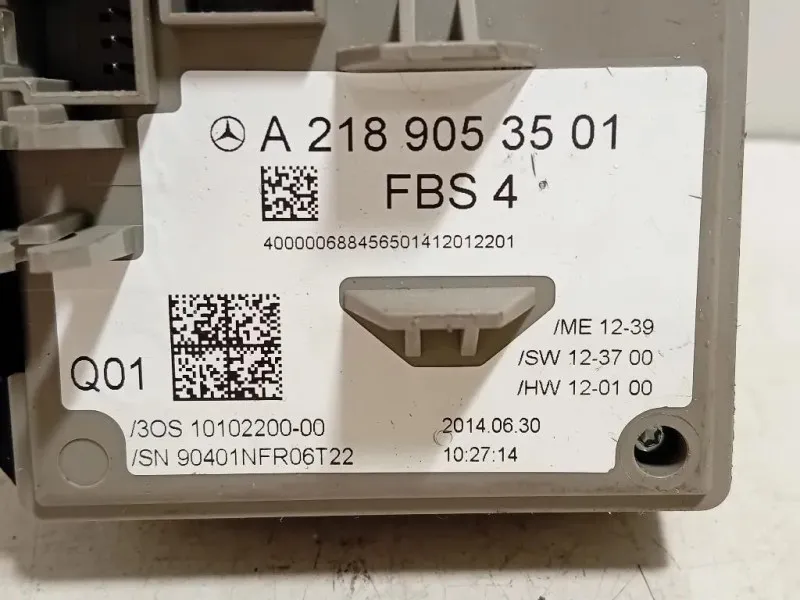 A 218 905 35 01
FBS 4
400000688456501412012201
Q01
/ME 12-39
/SW 12-37 00
/HW 12-01 00
/3OS 10102200-00
/SN 90401NFR06T22
2014.06.30
10:27:14